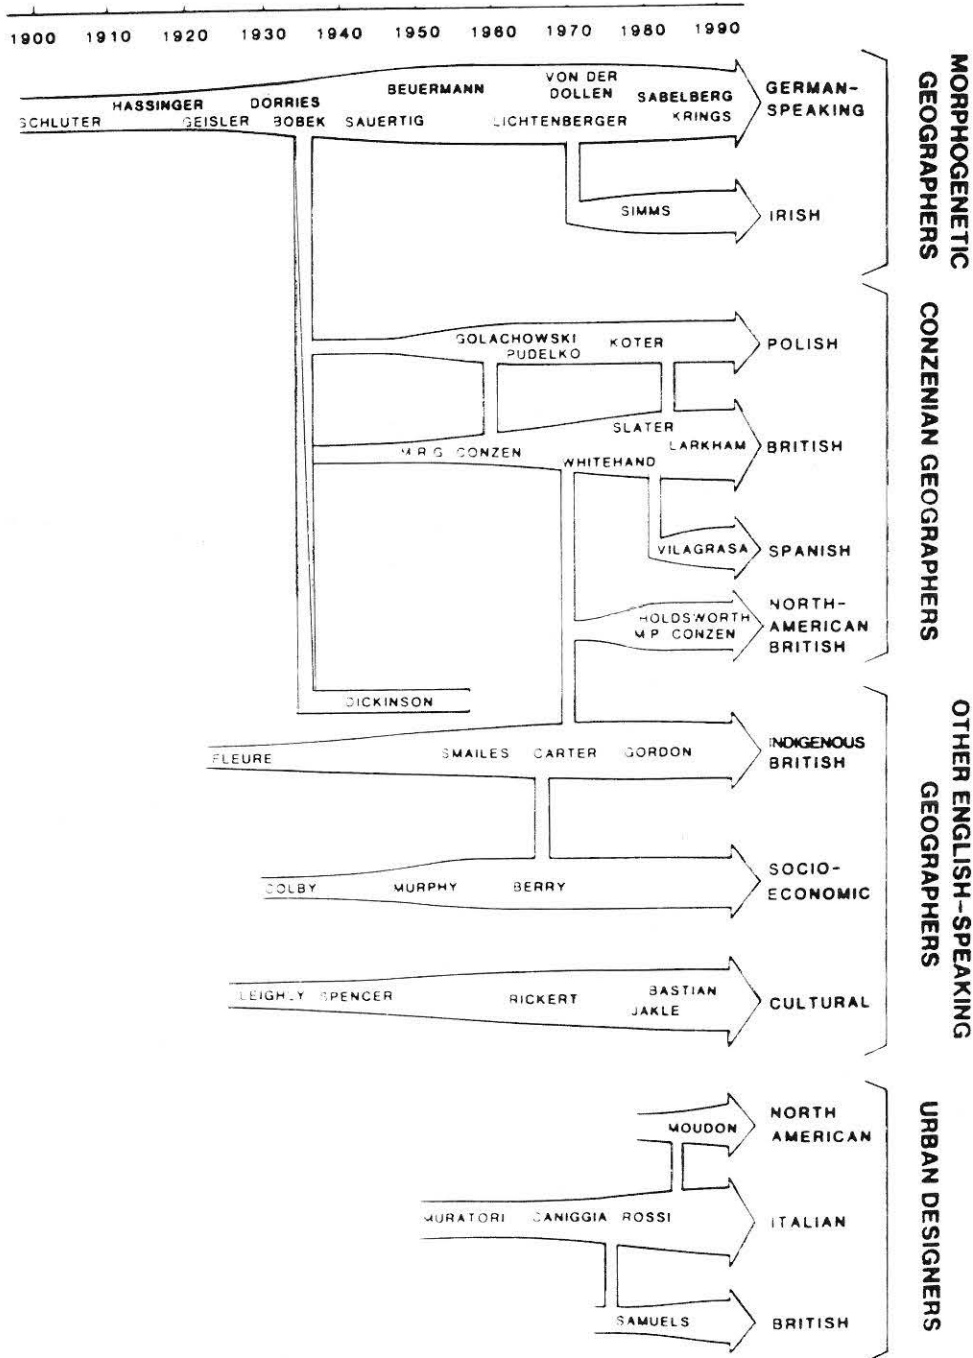 1900 1910 1920 1930 1940 1950 1960 1970 1980 1990
MORPHOGENETIC
GEOGRAPHERS
BEUERMANN
VON DER
DOLLEN
GERMAN-
SPEAKING
HASSINGER
DORRIES
SABELBERG
SCHLUTER
GEISLER
BOBEK
SAUERTIG
LICHTENBERGER
KRINGS
SIMMS
IRISH
CONZENIAN GEOGRAPHERS
GOLACHOWSKI
PUDELKO
KOTER
POLISH
SLATER
M.R.G. CONZEN
WHITEHAND
LARKHAM
BRITISH
VILAGRASA
SPANISH
HOLDSWORTH
M.P. CONZEN
NORTH-
AMERICAN
BRITISH
OTHER ENGLISH-SPEAKING
GEOGRAPHERS
DICKINSON
FLEURE
SMAILES
CARTER
GORDON
INDIGENOUS
BRITISH
COLBY
MURPHY
BERRY
SOCIO-
ECONOMIC
LEIGHLY
SPENCER
RICKERT
BASTIAN
JAKLE
CULTURAL
URBAN DESIGNERS
MOUDON
NORTH
AMERICAN
MURATORI
CANIGGIA
ROSSI
ITALIAN
SAMUELS
BRITISH